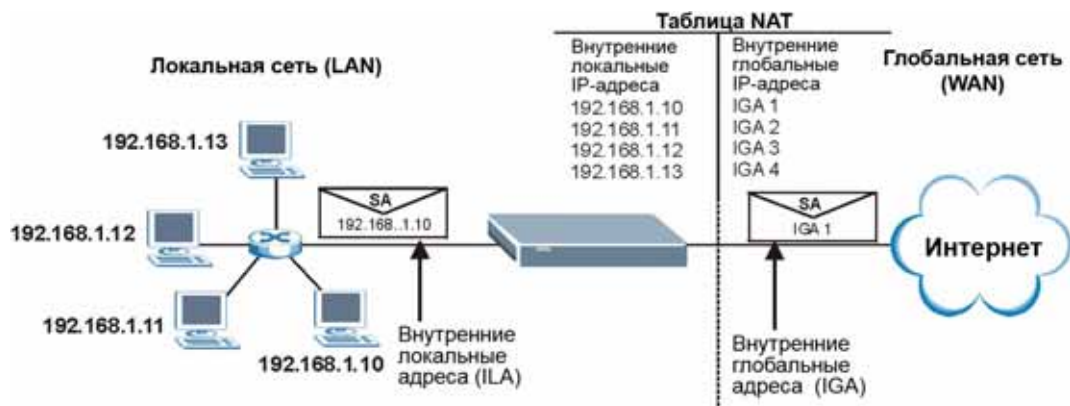 Таблица NAT
Локальная сеть (LAN)
Внутренние
локальные
IP-адреса
192.168.1.10
192.168.1.11
192.168.1.12
192.168.1.13
Внутренние
глобальные
IP-адреса
IGA 1
IGA 2
IGA 3
IGA 4
Глобальная сеть
(WAN)
192.168.1.13
192.168.1.12
192.168.1.11
192.168.1.10
SA
192.168..1.10
SA
IGA 1
Интернет
Внутренние
локальные
адреса (ILA)
Внутренние
глобальные
адреса (IGA)